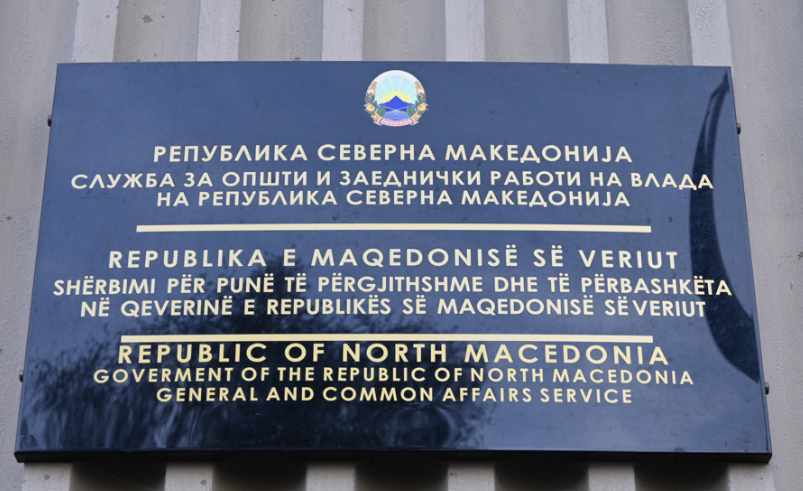 РЕПУБЛИКА СЕВЕРНА МАКЕДОНИЈА
СЛУЖБА ЗА ОПШТИ И ЗАЕДНИЧКИ РАБОТИ НА ВЛАДА
НА РЕПУБЛИКА СЕВЕРНА МАКЕДОНИЈА
REPUBLIKA E MAQEDONISË SË VERIUT
SHËRBIMI PËR PUNË TË PËRGJITHSHME DHE TË PËRBASHKËTA
NË QEVERINË E REPUBLIKËS SË MAQEDONISË SË VERIUT
REPUBLIC OF NORTH MACEDONIA
GOVERMENT OF THE REPUBLIC OF NORTH MACEDONIA
GENERAL AND COMMON AFFAIRS SERVICE